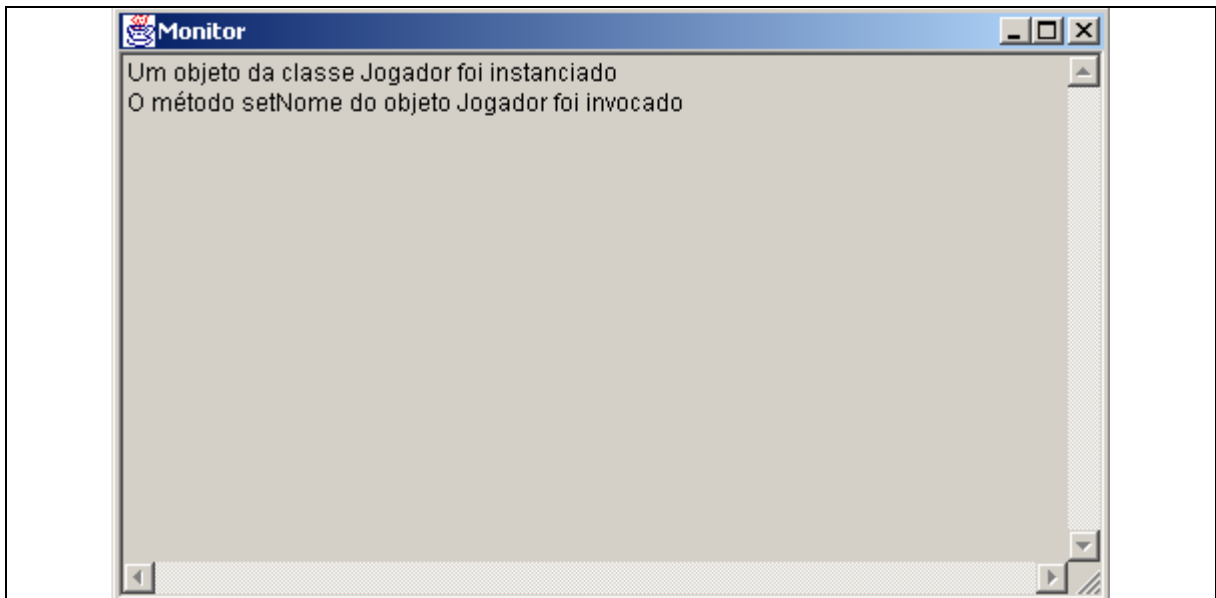 Monitor
Um objeto da classe Jogador foi instanciado
O método setNome do objeto Jogador foi invocado